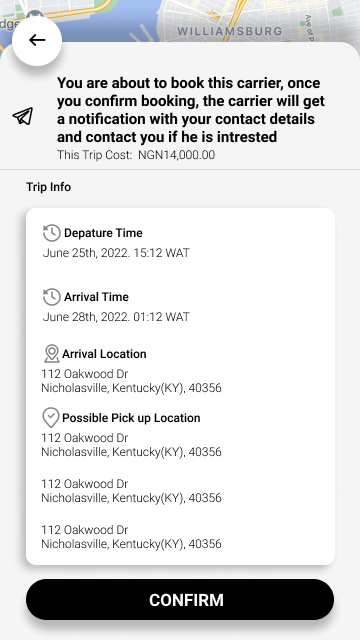 WILLIAMSBURG
You are about to book this carrier, once
you confirm booking, the carrier will get
a notification with your contact details
and contact you if he is intrested
This Trip Cost: NGN14,000.00
Trip Info
Depature Time
June 25th, 2022. 15:12 WAT
Arrival Time
June 28th, 2022. 01:12 WAT
Arrival Location
112 Oakwood Dr
Nicholasville, Kentucky(KY), 40356
Possible Pick up Location
112 Oakwood Dr
Nicholasville, Kentucky(KY), 40356
112 Oakwood Dr
Nicholasville, Kentucky(KY), 40356
112 Oakwood Dr
Nicholasville, Kentucky(KY), 40356
CONFIRM